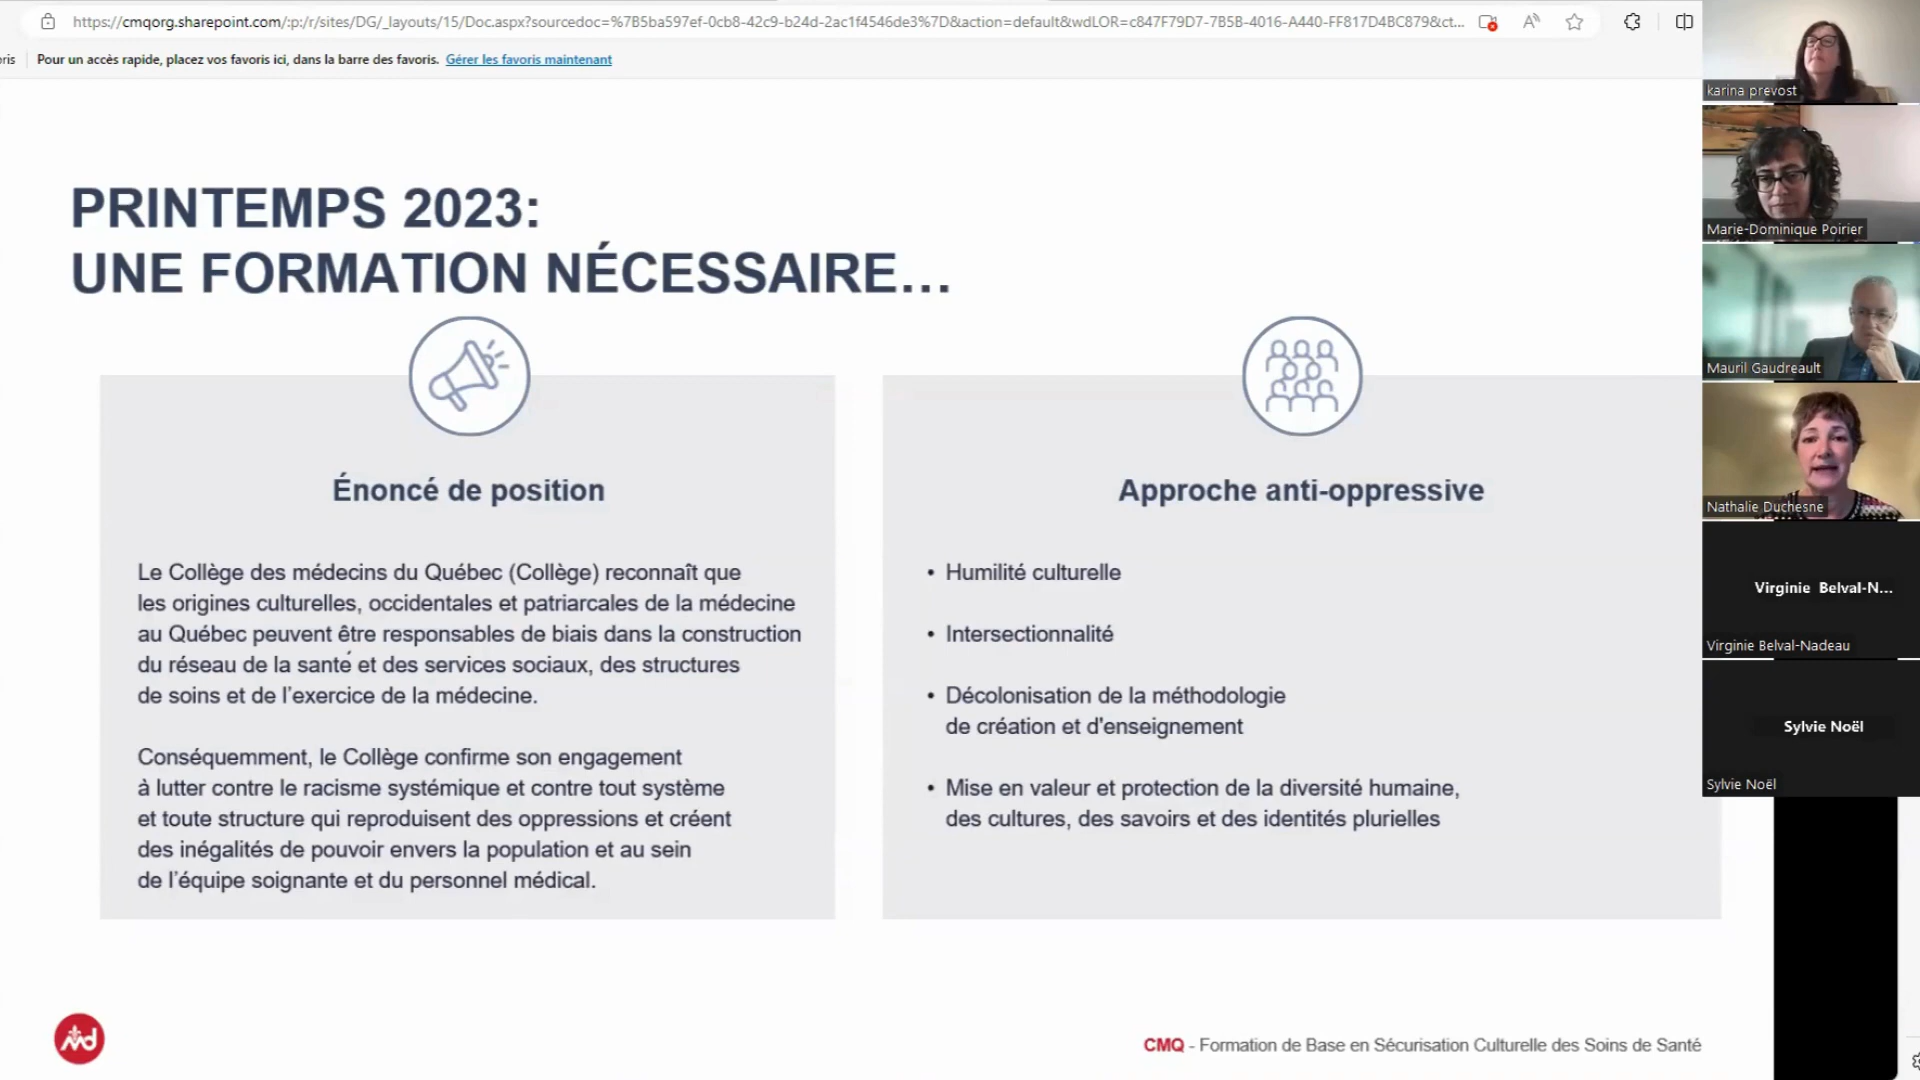 https://cmqorg.sharepoint.com/:p:/r/sites/DG/_layouts/15/Doc.aspx?sourcedoc=%7B5ba597ef-0cb8-42c9-b24d-2ac1f4546de3%7D&action=default&wdLOR=c847F79D7-7B5B-4016-A440-FF817D4BC879&ct...
Pour un accès rapide, placez vos favoris ici, dans la barre des favoris. Gérer les favoris maintenant
PRINTEMPS 2023:
UNE FORMATION NÉCESSAIRE...
Énoncé de position
Le Collège des médecins du Québec (Collège) reconnaît que
les origines culturelles, occidentales et patriarcales de la médecine
au Québec peuvent être responsables de biais dans la construction
du réseau de la santé et des services sociaux, des structures
de soins et de l'exercice de la médecine.
Conséquemment, le Collège confirme son engagement
à lutter contre le racisme systémique et contre tout système
et toute structure qui reproduisent des oppressions et créent
des inégalités de pouvoir envers la population et au sein
de l'équipe soignante et du personnel médical.
Approche anti-oppressive
• Humilité culturelle
• Intersectionnalité
• Décolonisation de la méthodologie
de création et d'enseignement
• Mise en valeur et protection de la diversité humaine,
des cultures, des savoirs et des identités plurielles
CMQ - Formation de Base en Sécurisation Culturelle des Soins de Santé
karina prevost
Marie-Dominique Poirier
Mauril Gaudreault
Nathalie Duchesne
Virginie Belval-N...
Virginie Belval-Nadeau
Sylvie Noël
Sylvie Noël